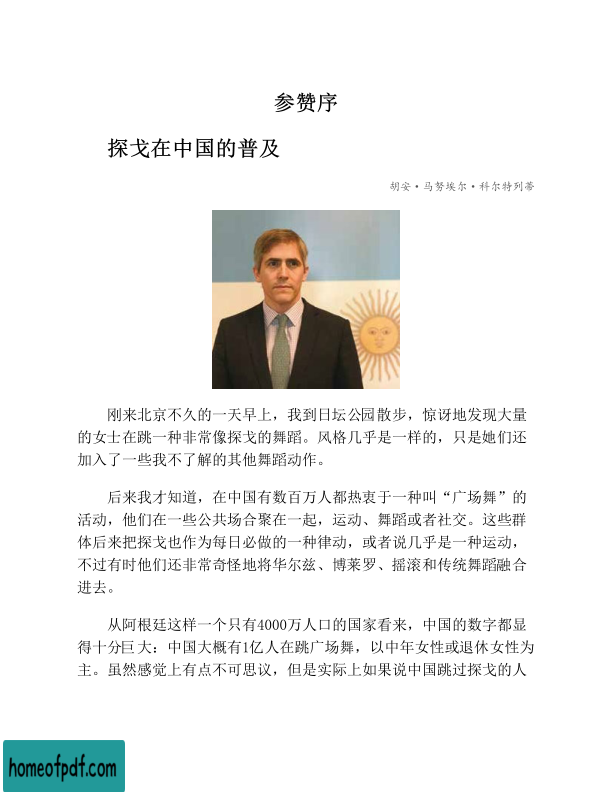 参赞序
探戈在中国的普及
胡安·马努埃尔·科尔特列蒂
刚来北京不久的一天早上，我到日坛公园散步，惊讶地发现大量
的女士在跳一种非常像探戈的舞蹈。风格几乎是一样的，只是她们还
加入了一些我不了解的其他舞蹈动作。
后来我才知道，在中国有数百万人都热衷于一种叫“广场舞”的
活动，他们在一些公共场合聚在一起，运动、舞蹈或者社交。这些群
体后来把探戈也作为每日必做的一种律动，或者说几乎是一种运动，
不过有时他们还非常奇怪地将华尔兹、博莱罗、摇滚和传统舞蹈融合
进去。
从阿根廷这样一个只有4000万人口的国家看来，中国的数字都显
得十分巨大：中国大概有1亿人在跳广场舞，以中年女性或退休女性为
主。虽然感觉上有点不可思议，但是实际上如果说中国跳过探戈的人
homeofpdf.com